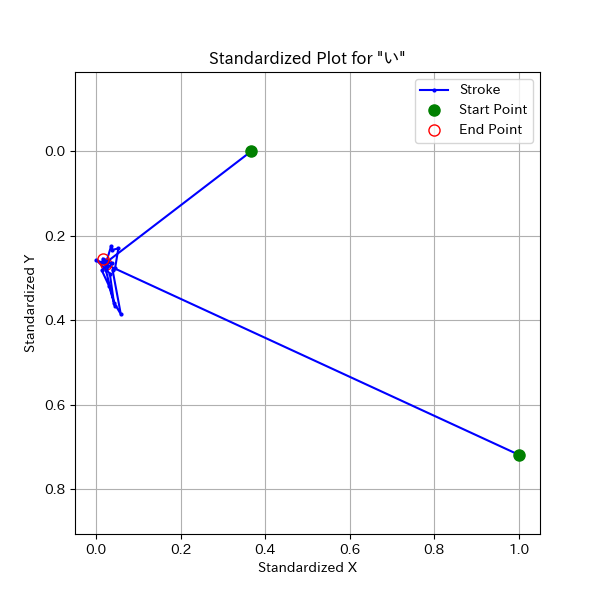 Standardized Plot for "い"
Stroke
Start Point
End Point
0.0
0.2
0.4
0.6
0.8
Standardized Y
0.0 0.2 0.4 0.6 0.8 1.0
Standardized X